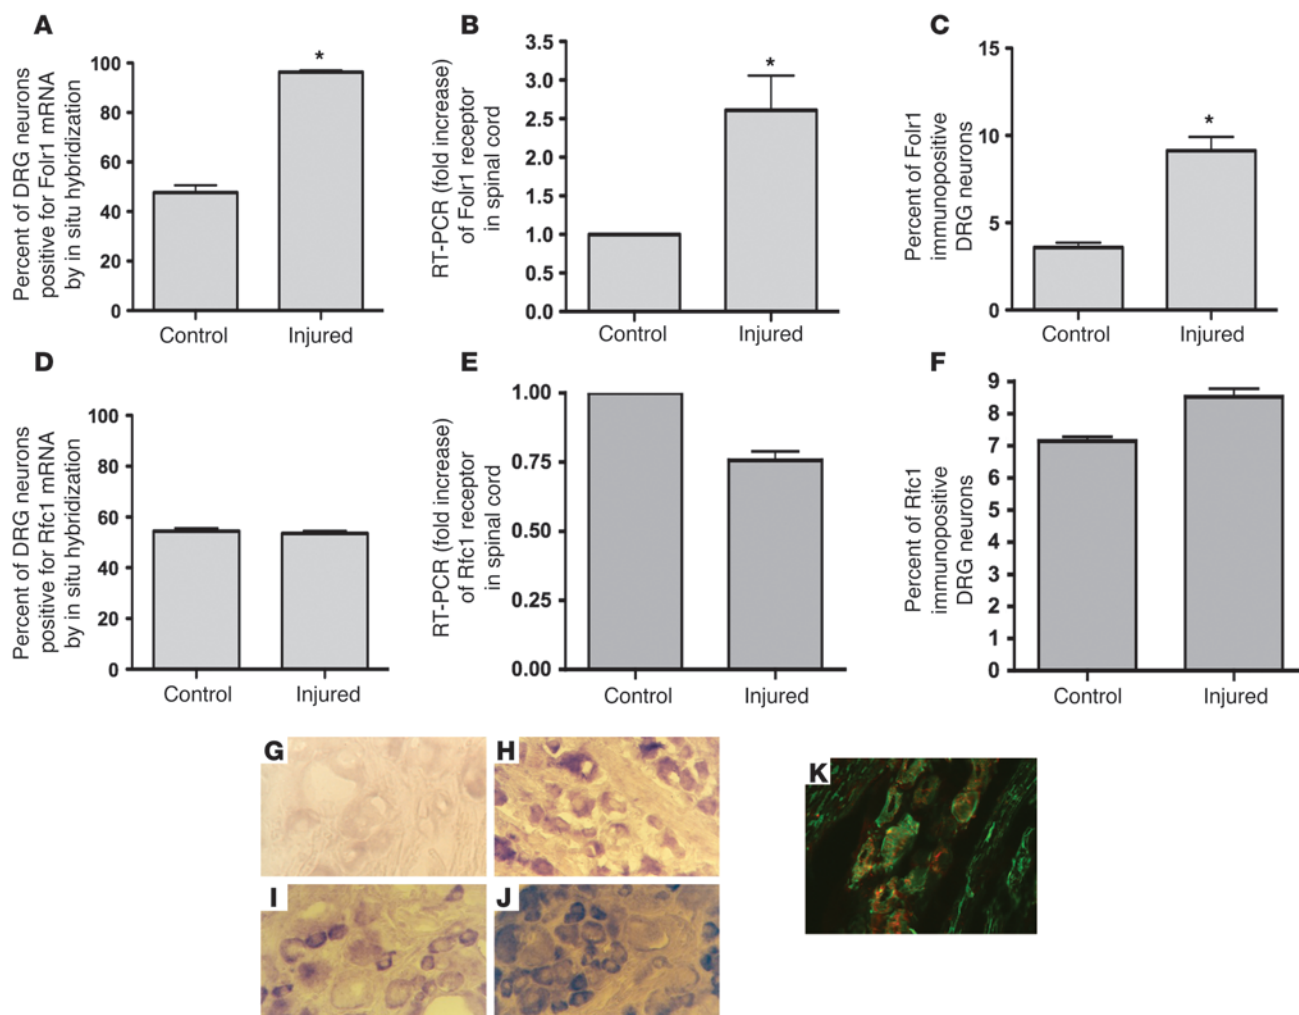 A
Percent of DRG neurons
positive for Folr1 mRNA
by in situ hybridization
100
80
60
40
20
0
*
Control
Injured
B
RT-PCR (fold increase)
of Folr1 receptor
in spinal cord
3.5
3.0
2.5
2.0
1.5
1.0
0.5
0.0
*
Control
Injured
C
Percent of Folr1
immunopositive
DRG neurons
15
10
5
0
*
Control
Injured
D
Percent of DRG neurons
positive for Rfc1 mRNA
by in situ hybridization
100
80
60
40
20
0
Control
Injured
E
RT-PCR (fold increase)
of Rfc1 receptor
in spinal cord
1.00
0.75
0.50
0.25
0.00
Control
Injured
F
Percent of Rfc1
immunopositive
DRG neurons
9
8
7
6
5
4
3
2
1
0
Control
Injured
G
H
I
J
K